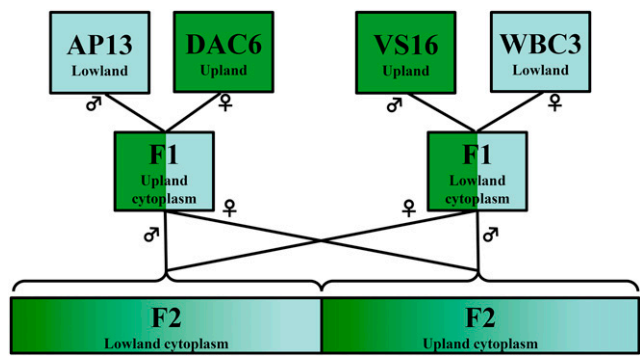 AP13
Lowland
DAC6
Upland
VS16
Upland
WBC3
Lowland
♂
♀
♂
♀
F1
Upland
cytoplasm
F1
Lowland
cytoplasm
♀
♀
♂
♂
F2
Lowland cytoplasm
F2
Upland cytoplasm